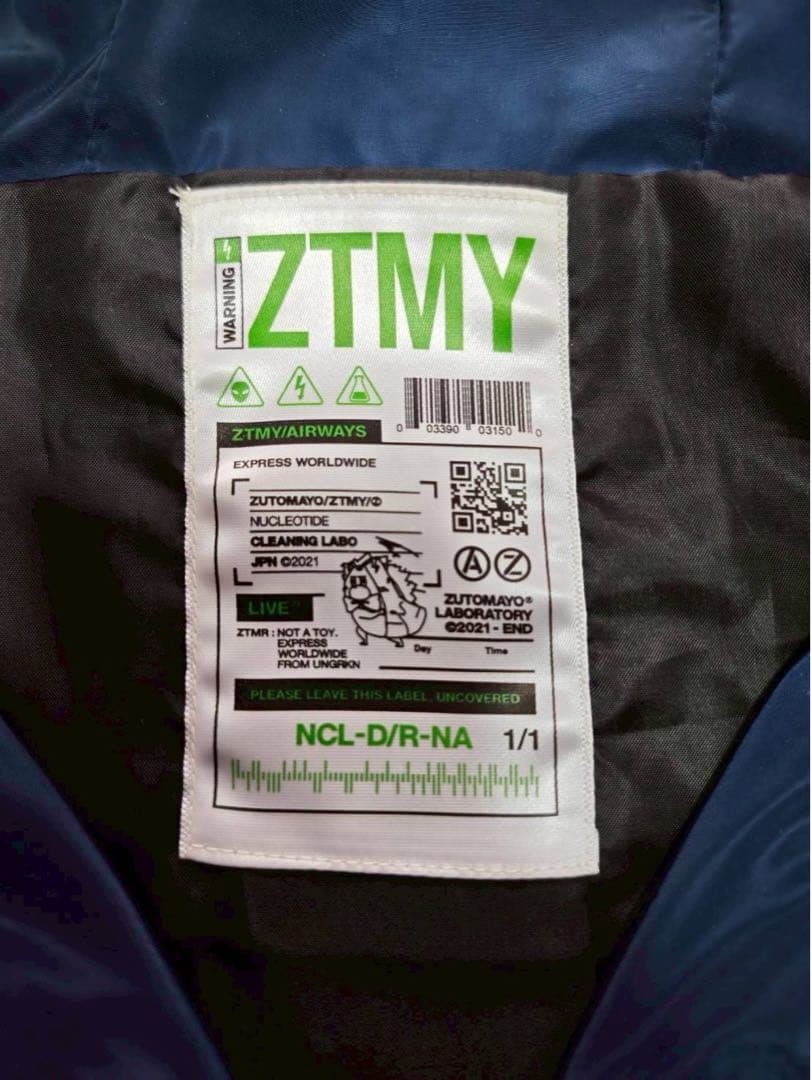 WARNING
ZTMY
0 03390 03150 0
ZTMY/AIRWAYS
EXPRESS WORLDWIDE
ZUTOMAYO/ZTMY/Ⓩ
NUCLEOTIDE
CLEANING LABO
JPN ©2021
A Z
LIVE
ZUTOMAYO®
LABORATORY
©2021 - END
ZTMR : NOT A TOY.
EXPRESS
WORLDWIDE
FROM UNGRKN
Day Time
PLEASE LEAVE THIS LABEL UNCOVERED
NCL-D/R-NA 1/1